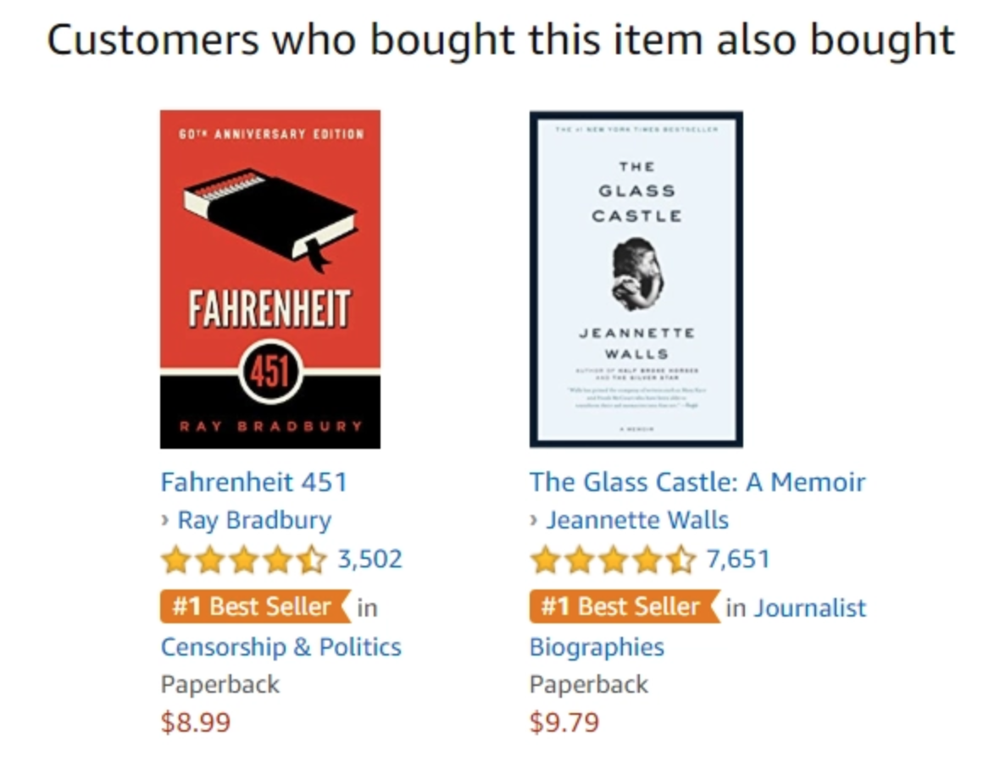 Customers who bought this item also bought
60TH ANNIVERSARY EDITION
FAHRENHEIT
451
RAY BRADBURY
Fahrenheit 451
› Ray Bradbury
3,502
#1 Best Seller in
Censorship & Politics
Paperback
$8.99
THE #1 NEW YORK TIMES BESTSELLER
THE
GLASS
CASTLE
JEANNETTE
WALLS
AUTHOR OF HALF BROKE HORSES
AND THE SILVER STAR
A MEMOIR
The Glass Castle: A Memoir
› Jeannette Walls
7,651
#1 Best Seller in Journalist
Biographies
Paperback
$9.79